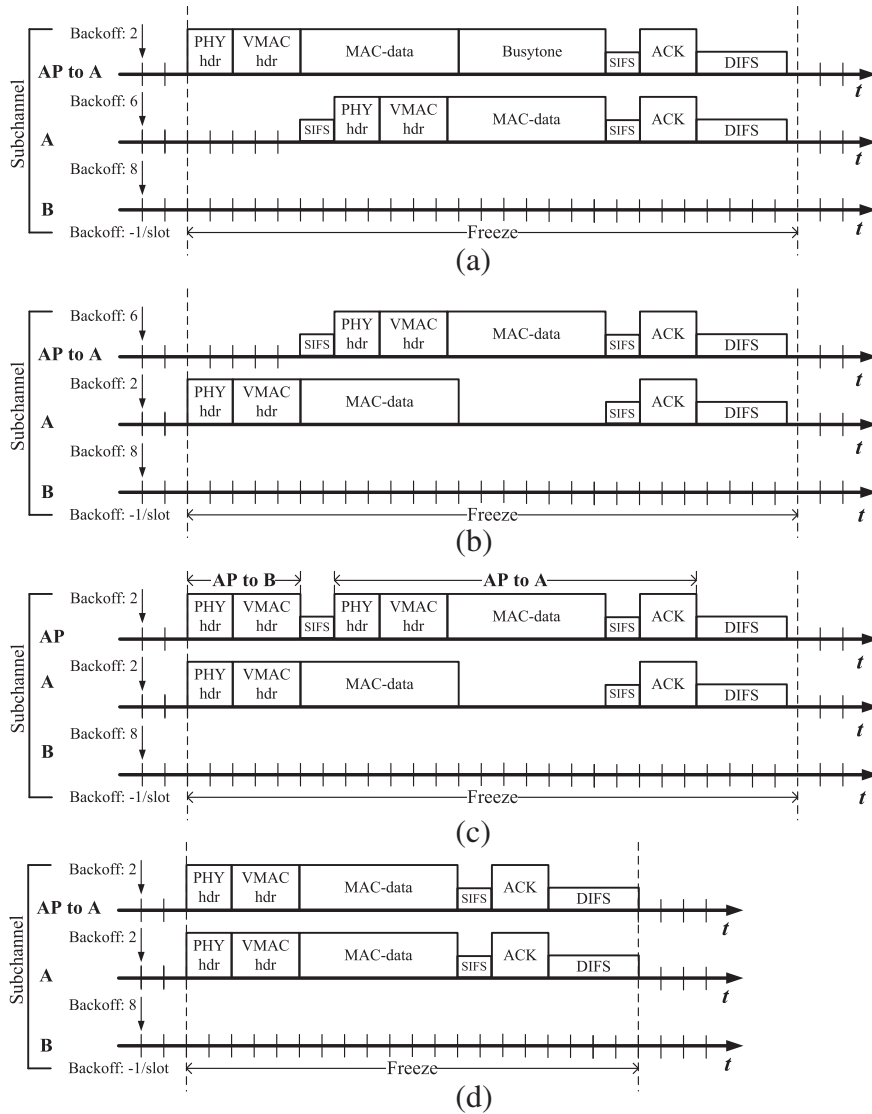 Backoff: 2
PHY hdr
VMAC hdr
MAC-data
Busytone
SIFS
ACK
DIFS
AP to A
t
Backoff: 6
SIFS
PHY hdr
VMAC hdr
MAC-data
SIFS
ACK
DIFS
A
t
Subchannel
Backoff: 8
B
t
Backoff: -1/slot
Freeze
(a)
Backoff: 6
SIFS
PHY hdr
VMAC hdr
MAC-data
SIFS
ACK
DIFS
AP to A
t
Backoff: 2
PHY hdr
VMAC hdr
MAC-data
SIFS
ACK
DIFS
A
t
Subchannel
Backoff: 8
B
t
Backoff: -1/slot
Freeze
(b)
AP to B
AP to A
Backoff: 2
PHY hdr
VMAC hdr
SIFS
PHY hdr
VMAC hdr
MAC-data
SIFS
ACK
DIFS
AP
t
Backoff: 2
PHY hdr
VMAC hdr
MAC-data
SIFS
ACK
DIFS
A
t
Subchannel
Backoff: 8
B
t
Backoff: -1/slot
Freeze
(c)
Backoff: 2
PHY hdr
VMAC hdr
MAC-data
SIFS
ACK
DIFS
AP to A
t
Backoff: 2
PHY hdr
VMAC hdr
MAC-data
SIFS
ACK
DIFS
A
t
Subchannel
Backoff: 8
B
t
Backoff: -1/slot
Freeze
(d)